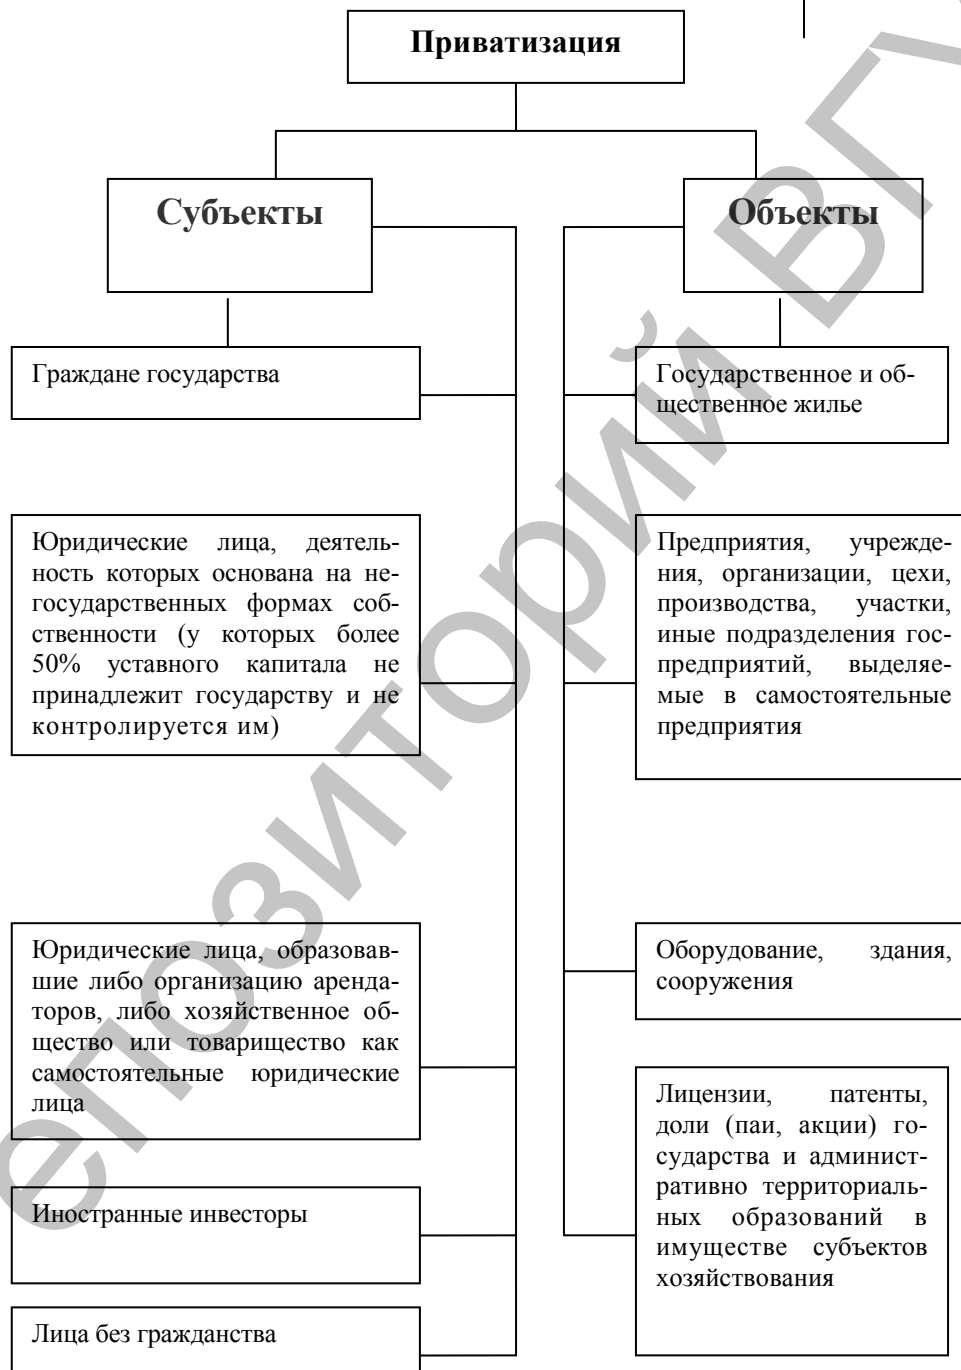 Приватизация
Субъекты
Объекты
Граждане государства
Государственное и об-
щественное жилье
Юридические лица, деятель-
ность которых основана на не-
государственных формах соб-
ственности (у которых более
50% уставного капитала не
принадлежит государству и не
контролируется им)
Предприятия, учрежде-
ния, организации, цехи,
производства, участки,
иные подразделения гос-
предприятий, выделяе-
мые в самостоятельные
предприятия
Юридические лица, образовав-
шие либо организацию аренда-
торов, либо хозяйственное об-
щество или товарищество как
самостоятельные юридические
лица
Оборудование, здания,
сооружения
Лицензии, патенты,
доли (паи, акции) го-
сударства и админист-
ративно территориаль-
ных образований в
имуществе субъектов
хозяйствования
Иностранные инвесторы
Лица без гражданства
епозиторий ВГУ